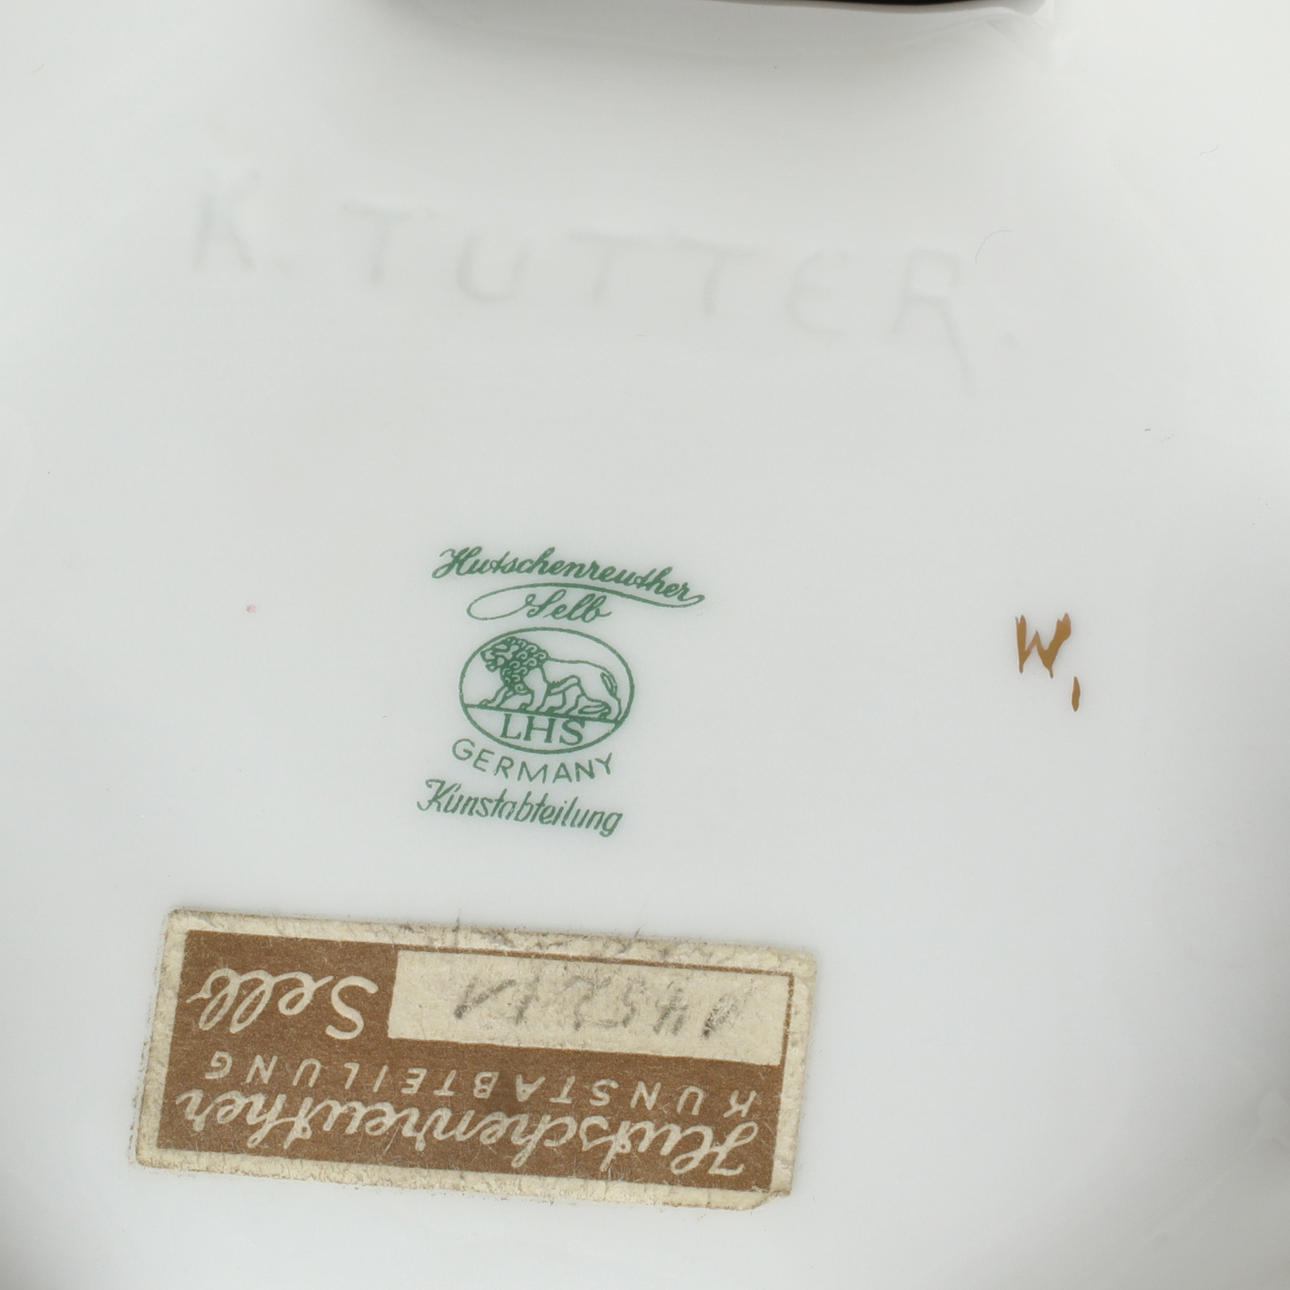 K. TUTTER.
Hutschenreuther
Selb
LHS
GERMANY
Kunstabteilung
W,
Hutschenreuther
KUNSTABTEILUNG
Selb